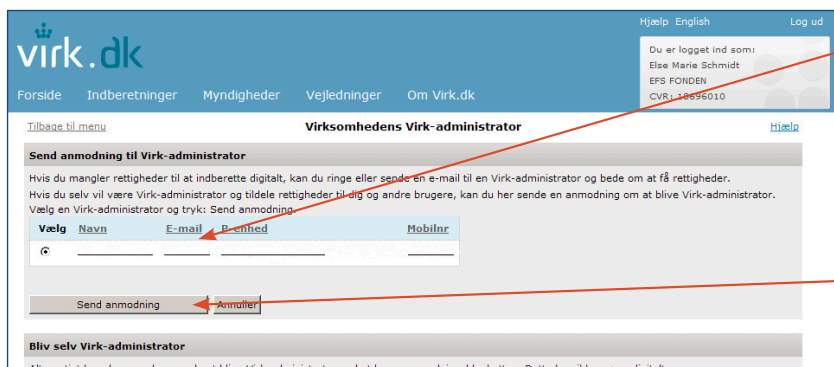 Hjælp English Log ud
virk.dk
Du er logget ind som:
Else Marie Schmidt
EFS FONDEN
CVR: 18696010
Forside Indberetninger Myndigheder Vejledninger Om Virk.dk
Tilbage til menu Virksomhedens Virk-administrator Hjælp
Send anmodning til Virk-administrator
Hvis du mangler rettigheder til at indberette digitalt, kan du ringe eller sende en e-mail til en Virk-administrator og bede om at få rettigheder.
Hvis du selv vil være Virk-administrator og tildele rettigheder til dig og andre brugere, kan du her sende en anmodning om at blive Virk-administrator.
Vælg en Virk-administrator og tryk: Send anmodning.
Vælg Navn E-mail P-enhed Mobilnr
Send anmodning Annuller
Bliv selv Virk-administrator